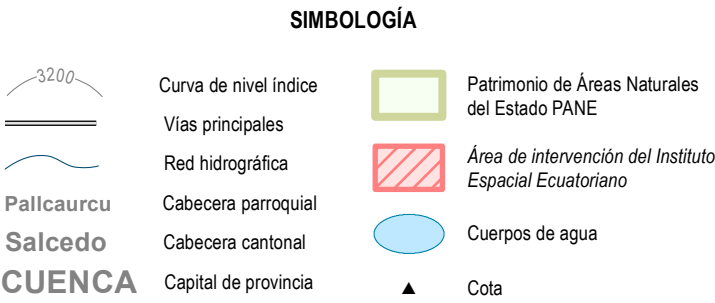 SIMBOLOGÍA
3200
Curva de nivel índice
Vías principales
Red hidrográfica
Pallcaurcu
Cabecera parroquial
Salcedo
Cabecera cantonal
CUENCA
Capital de provincia
Patrimonio de Áreas Naturales
del Estado PANE
Área de intervención del Instituto
Espacial Ecuatoriano
Cuerpos de agua
Cota